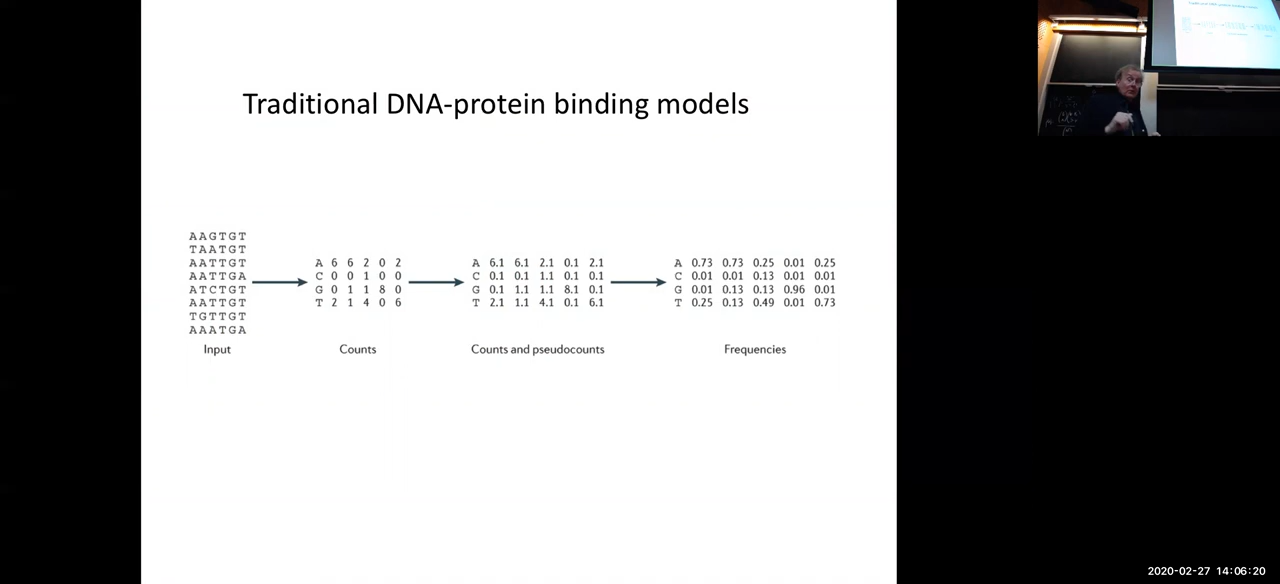 Traditional DNA-protein binding models
AAGTGT
TAATGT
AATTGT
AATTGA
ATCTGT
AATTGT
TGTTGT
AAATGA
Input
A 6 6 2 0 2
C 0 0 1 0 0
G 0 1 1 8 0
T 2 1 4 0 6
Counts
A 6.1 6.1 2.1 0.1 2.1
C 0.1 0.1 1.1 0.1 0.1
G 0.1 1.1 1.1 8.1 0.1
T 2.1 1.1 4.1 0.1 6.1
Counts and pseudocounts
A 0.73 0.73 0.25 0.01 0.25
C 0.01 0.01 0.13 0.01 0.01
G 0.01 0.13 0.13 0.96 0.01
T 0.25 0.13 0.49 0.01 0.73
Frequencies
2020-02-27 14:06:20